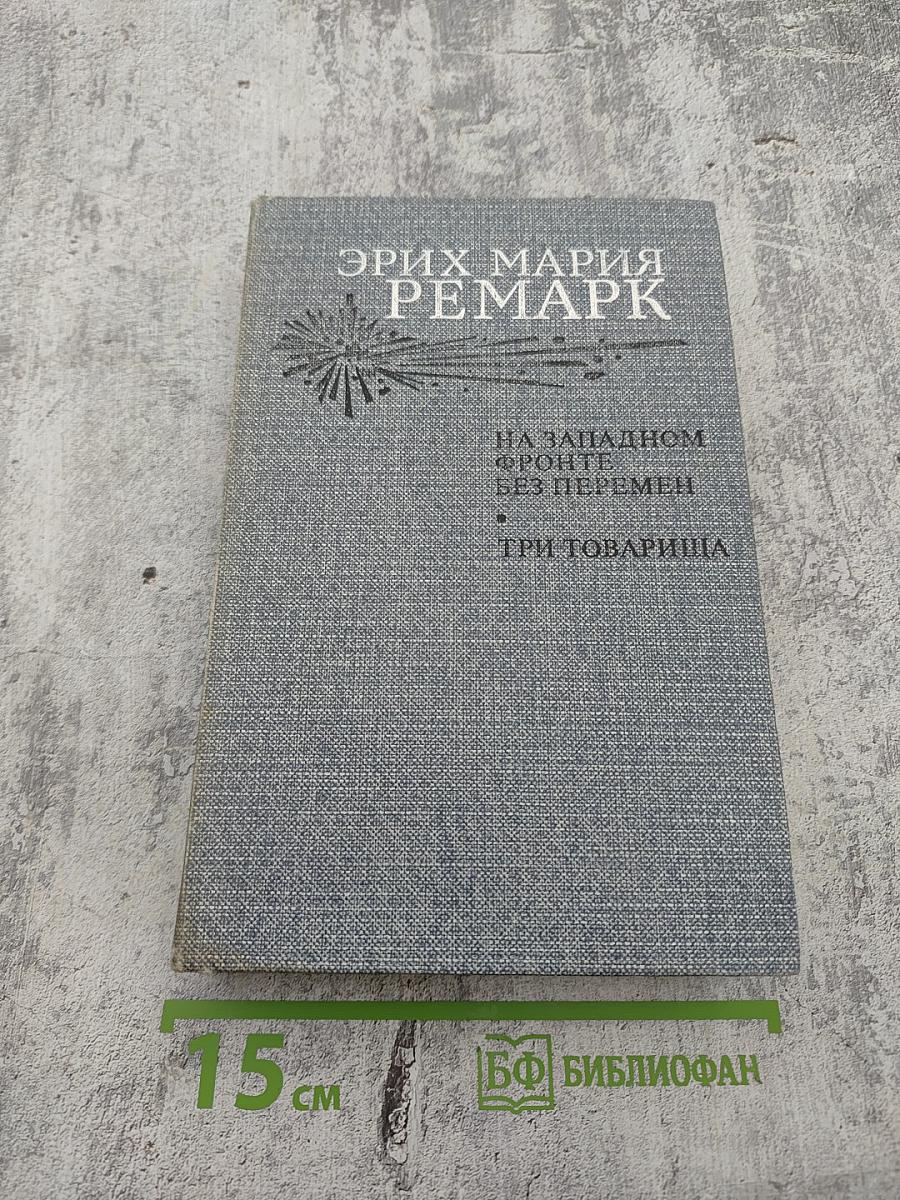 ЭРИХ МАРИЯ
РЕМАРК
НА ЗАПАДНОМ
ФРОНТЕ
БЕЗ ПЕРЕМЕН
•
ТРИ ТОВАРИЩА
15 см
БФ БИБЛИОФАН